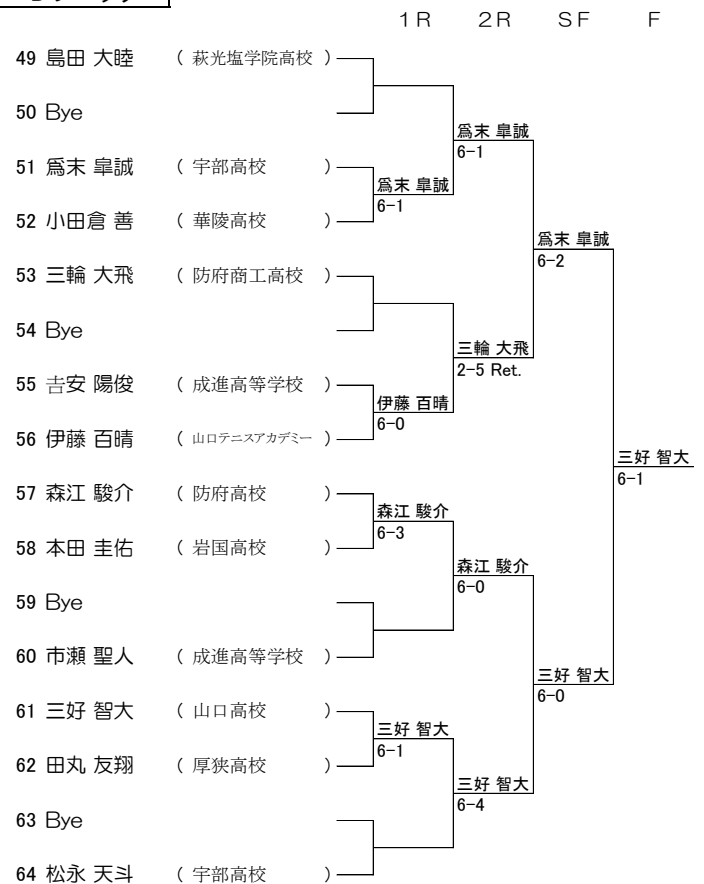 1R 2R SF F
49 島田 大睦 ( 萩光塩学院高校 )
50 Bye
爲末 皐誠
6-1
51 爲末 皐誠 ( 宇部高校 )
爲末 皐誠
6-1
52 小田倉 善 ( 華陵高校 )
爲末 皐誠
6-2
53 三輪 大飛 ( 防府商工高校 )
54 Bye
三輪 大飛
2-5 Ret.
55 吉安 陽俊 ( 成進高等学校 )
伊藤 百晴
6-0
56 伊藤 百晴 ( 山口テニスアカデミー )
三好 智大
6-1
57 森江 駿介 ( 防府高校 )
森江 駿介
6-3
58 本田 圭佑 ( 岩国高校 )
森江 駿介
6-0
59 Bye
60 市瀬 聖人 ( 成進高等学校 )
三好 智大
6-0
61 三好 智大 ( 山口高校 )
三好 智大
6-1
62 田丸 友翔 ( 厚狭高校 )
三好 智大
6-4
63 Bye
64 松永 天斗 ( 宇部高校 )